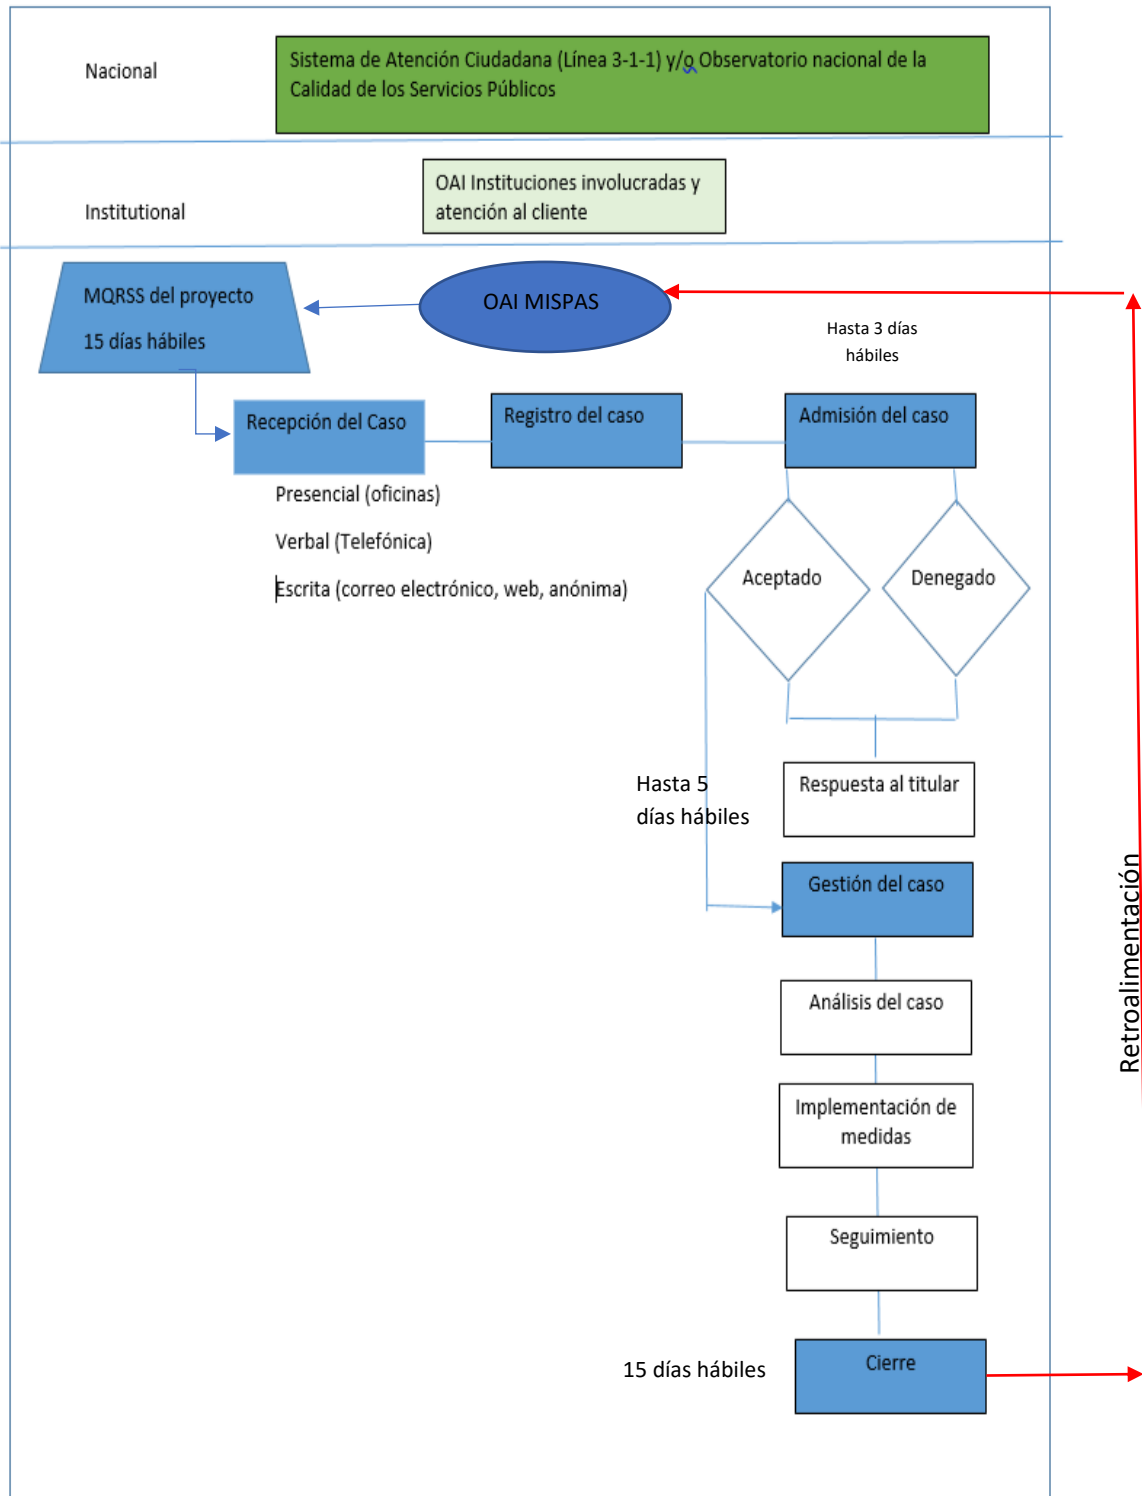 Nacional
Sistema de Atención Ciudadana (Línea 3-1-1) y/o Observatorio nacional de la
Calidad de los Servicios Públicos
Institutional
OAI Instituciones involucradas y
atención al cliente
MQRSS del proyecto
15 días hábiles
OAI MISPAS
Hasta 3 días
hábiles
Recepción del Caso
Registro del caso
Admisión del caso
Presencial (oficinas)
Verbal (Telefónica)
Escrita (correo electrónico, web, anónima)
Aceptado
Denegado
Hasta 5
días hábiles
Respuesta al titular
Gestión del caso
Análisis del caso
Implementación de
medidas
Seguimiento
15 días hábiles
Cierre
Retroalimentación